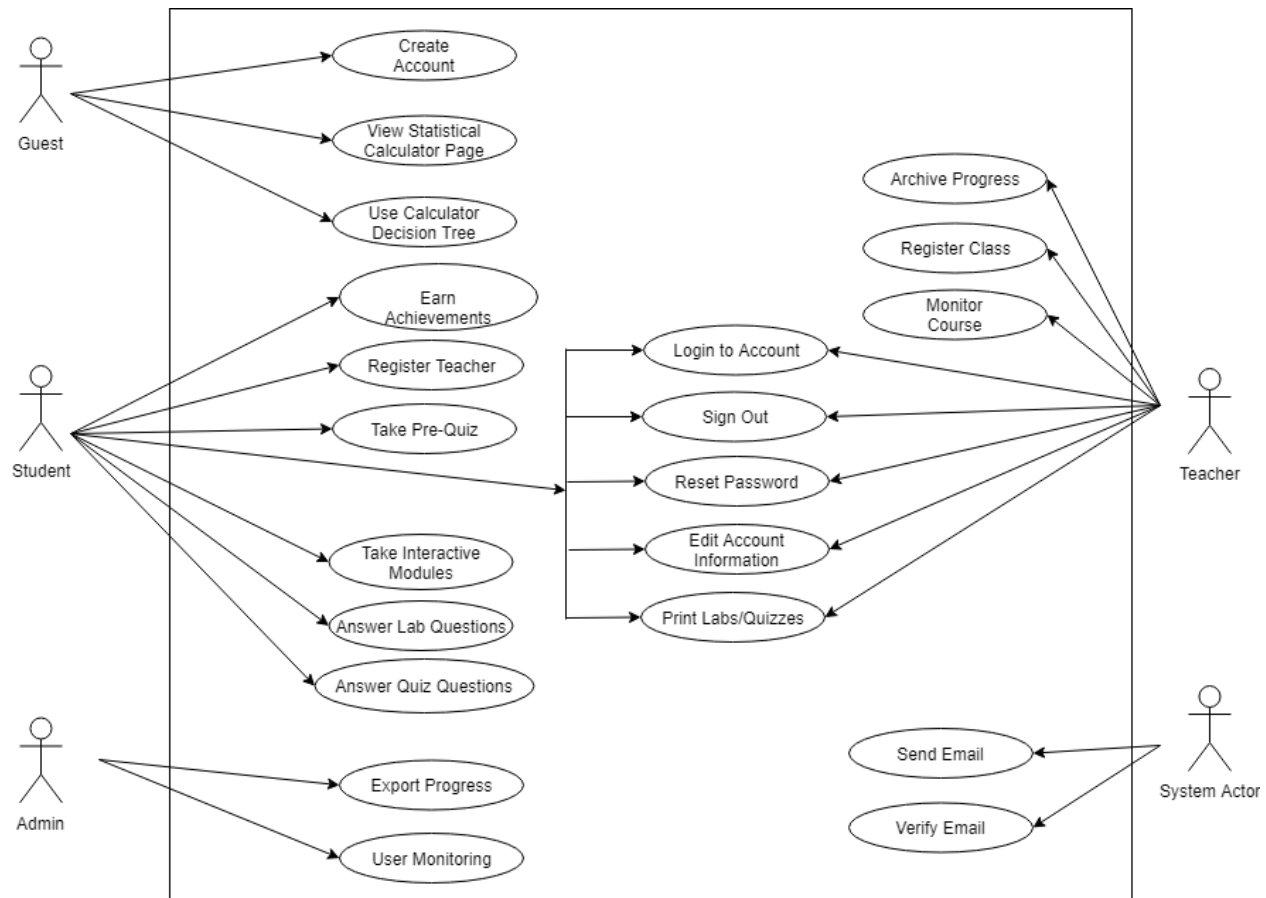 Guest
Create
Account
View Statistical
Calculator Page
Use Calculator
Decision Tree
Student
Earn
Achievements
Register Teacher
Take Pre-Quiz
Take Interactive
Modules
Answer Lab Questions
Answer Quiz Questions
Admin
Export Progress
User Monitoring
Login to Account
Sign Out
Reset Password
Edit Account
Information
Print Labs/Quizzes
Archive Progress
Register Class
Monitor
Course
Teacher
Send Email
Verify Email
System Actor